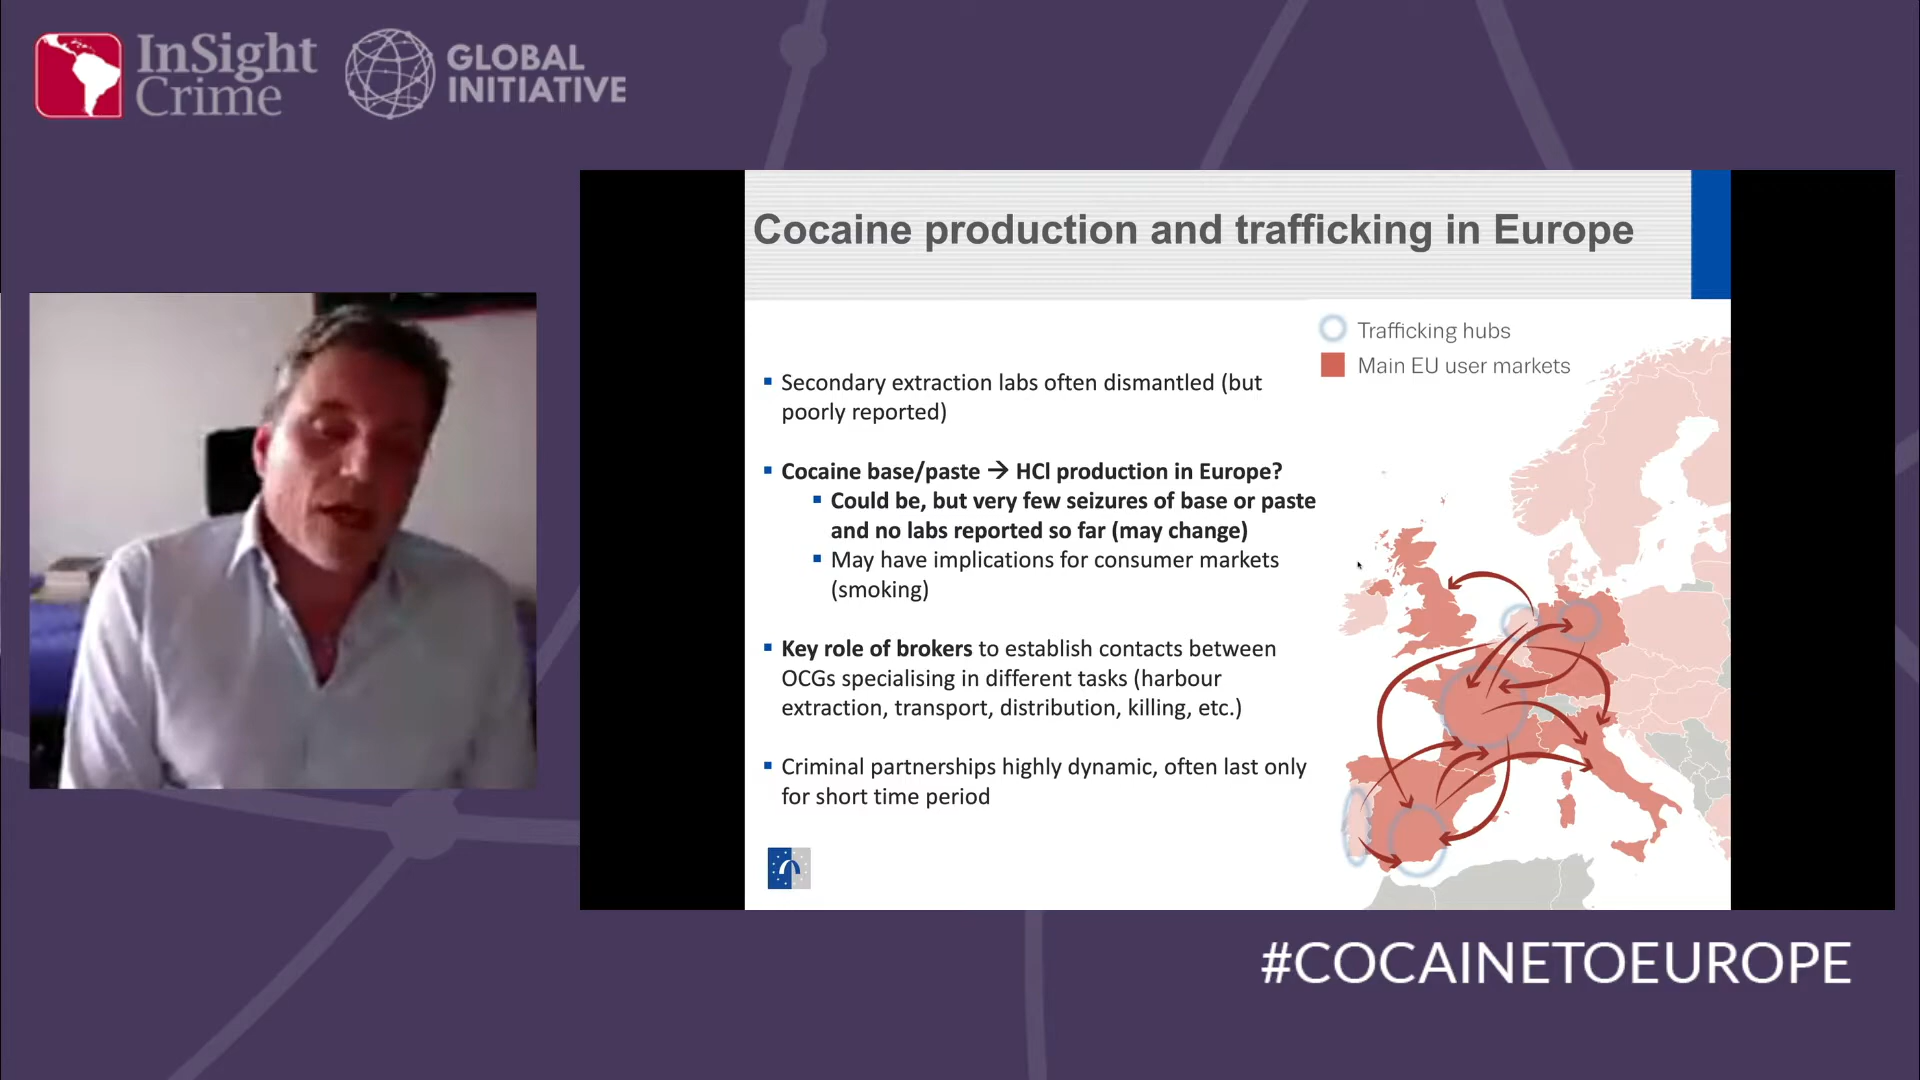 InSight
Crime
GLOBAL
INITIATIVE
Cocaine production and trafficking in Europe
Trafficking hubs
Main EU user markets
▪ Secondary extraction labs often dismantled (but
poorly reported)
▪ Cocaine base/paste → HCl production in Europe?
▪ Could be, but very few seizures of base or paste
and no labs reported so far (may change)
▪ May have implications for consumer markets
(smoking)
▪ Key role of brokers to establish contacts between
OCGs specialising in different tasks (harbour
extraction, transport, distribution, killing, etc.)
▪ Criminal partnerships highly dynamic, often last only
for short time period
#COCAINETOEUROPE